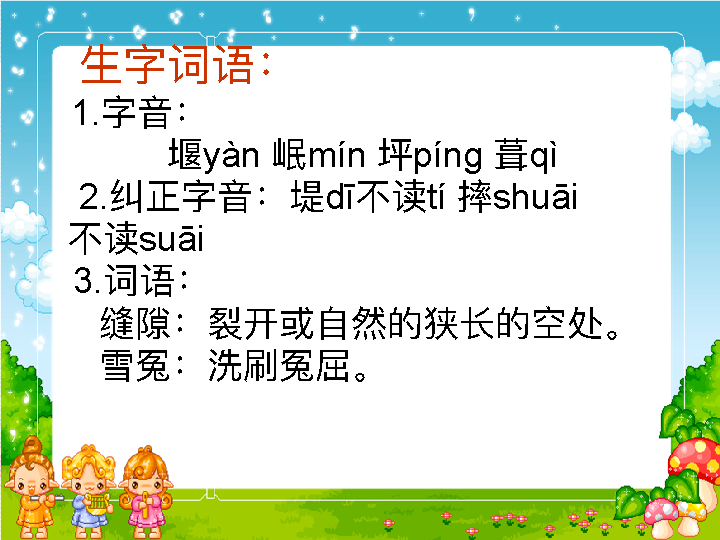 生字词语：
1.字音：
堰yàn 岷mín 坪píng 葺qì
2.纠正字音：堤dī不读tí 摔shuāi
不读suāi
3.词语：
缝隙：裂开或自然的狭长的空处。
雪冤：洗刷冤屈。